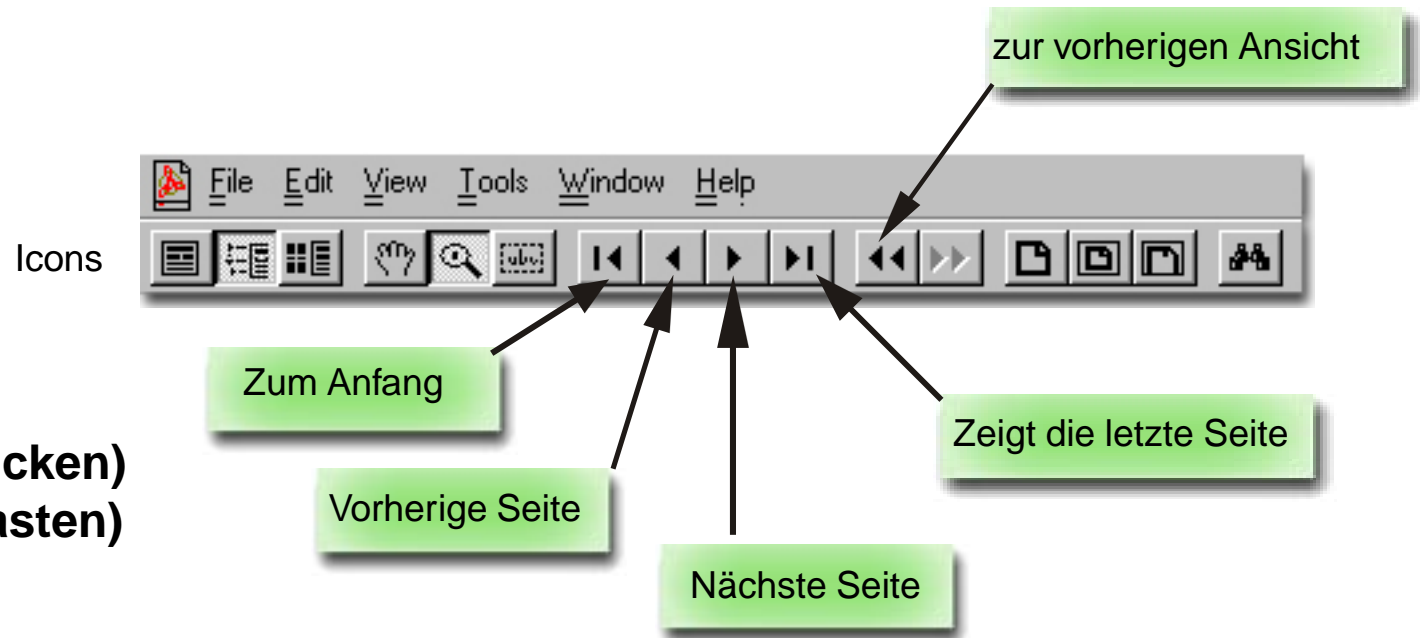 zur vorherigen Ansicht
File Edit View Tools Window Help
Icons
Zum Anfang
Zeigt die letzte Seite
cken)
Vorherige Seite
asten)
Nächste Seite